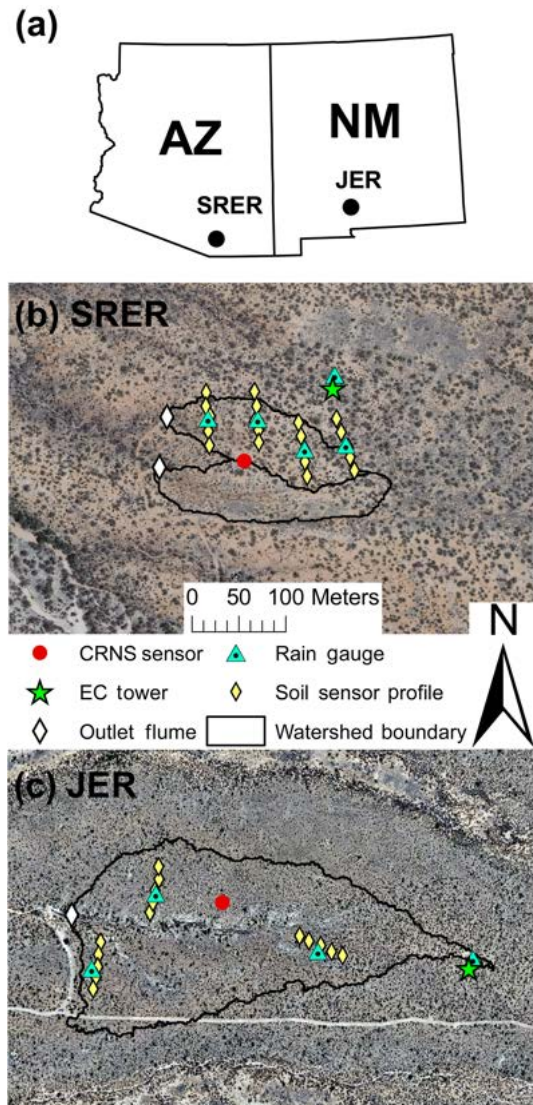 (a)
AZ
NM
SRER
JER
(b) SRER
0 50 100 Meters
N
CRNS sensor
Rain gauge
EC tower
Soil sensor profile
Outlet flume
Watershed boundary
(c) JER